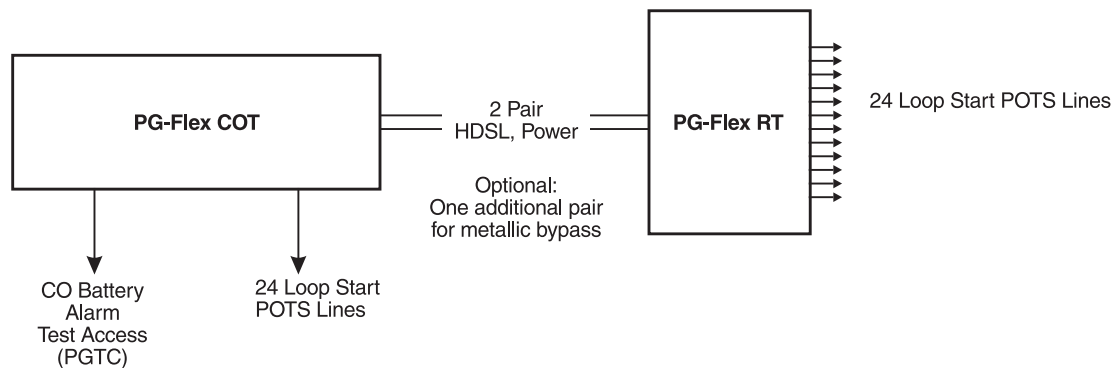 PG-Flex COT
2 Pair
HDSL, Power
PG-Flex RT
24 Loop Start POTS Lines
Optional:
One additional pair
for metallic bypass
CO Battery
Alarm
Test Access
(PGTC)
24 Loop Start
POTS Lines